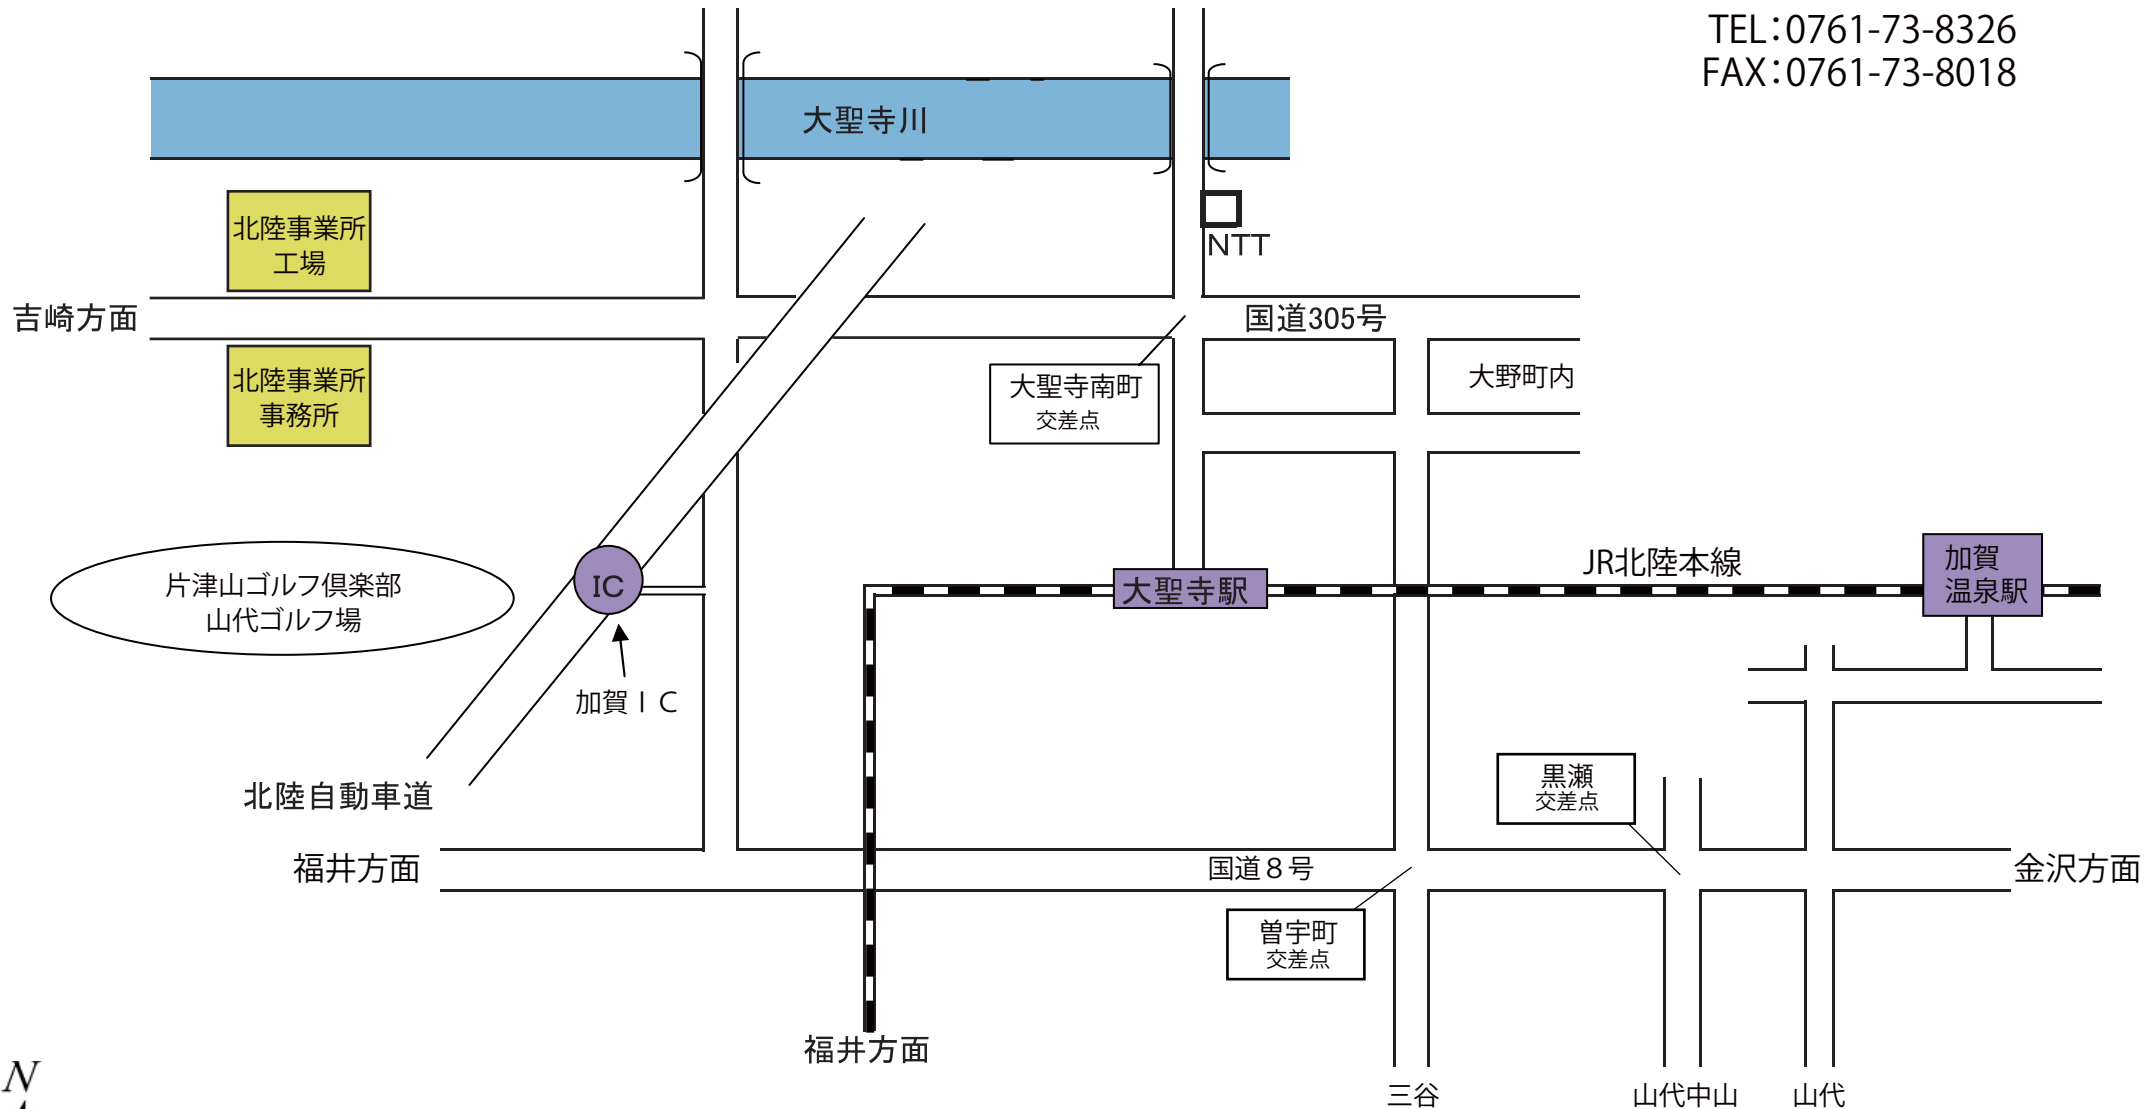 TEL：0761-73-8326
FAX：0761-73-8018
大聖寺川
北陸事業所
工場
NTT
吉崎方面
国道305号
北陸事業所
事務所
大聖寺南町
交差点
大野町内
片津山ゴルフ倶楽部
山代ゴルフ場
IC
大聖寺駅
JR北陸本線
加賀
温泉駅
加賀ＩＣ
北陸自動車道
黒瀬
交差点
福井方面
国道８号
金沢方面
曽宇町
交差点
福井方面
三谷
山代中山
山代
N